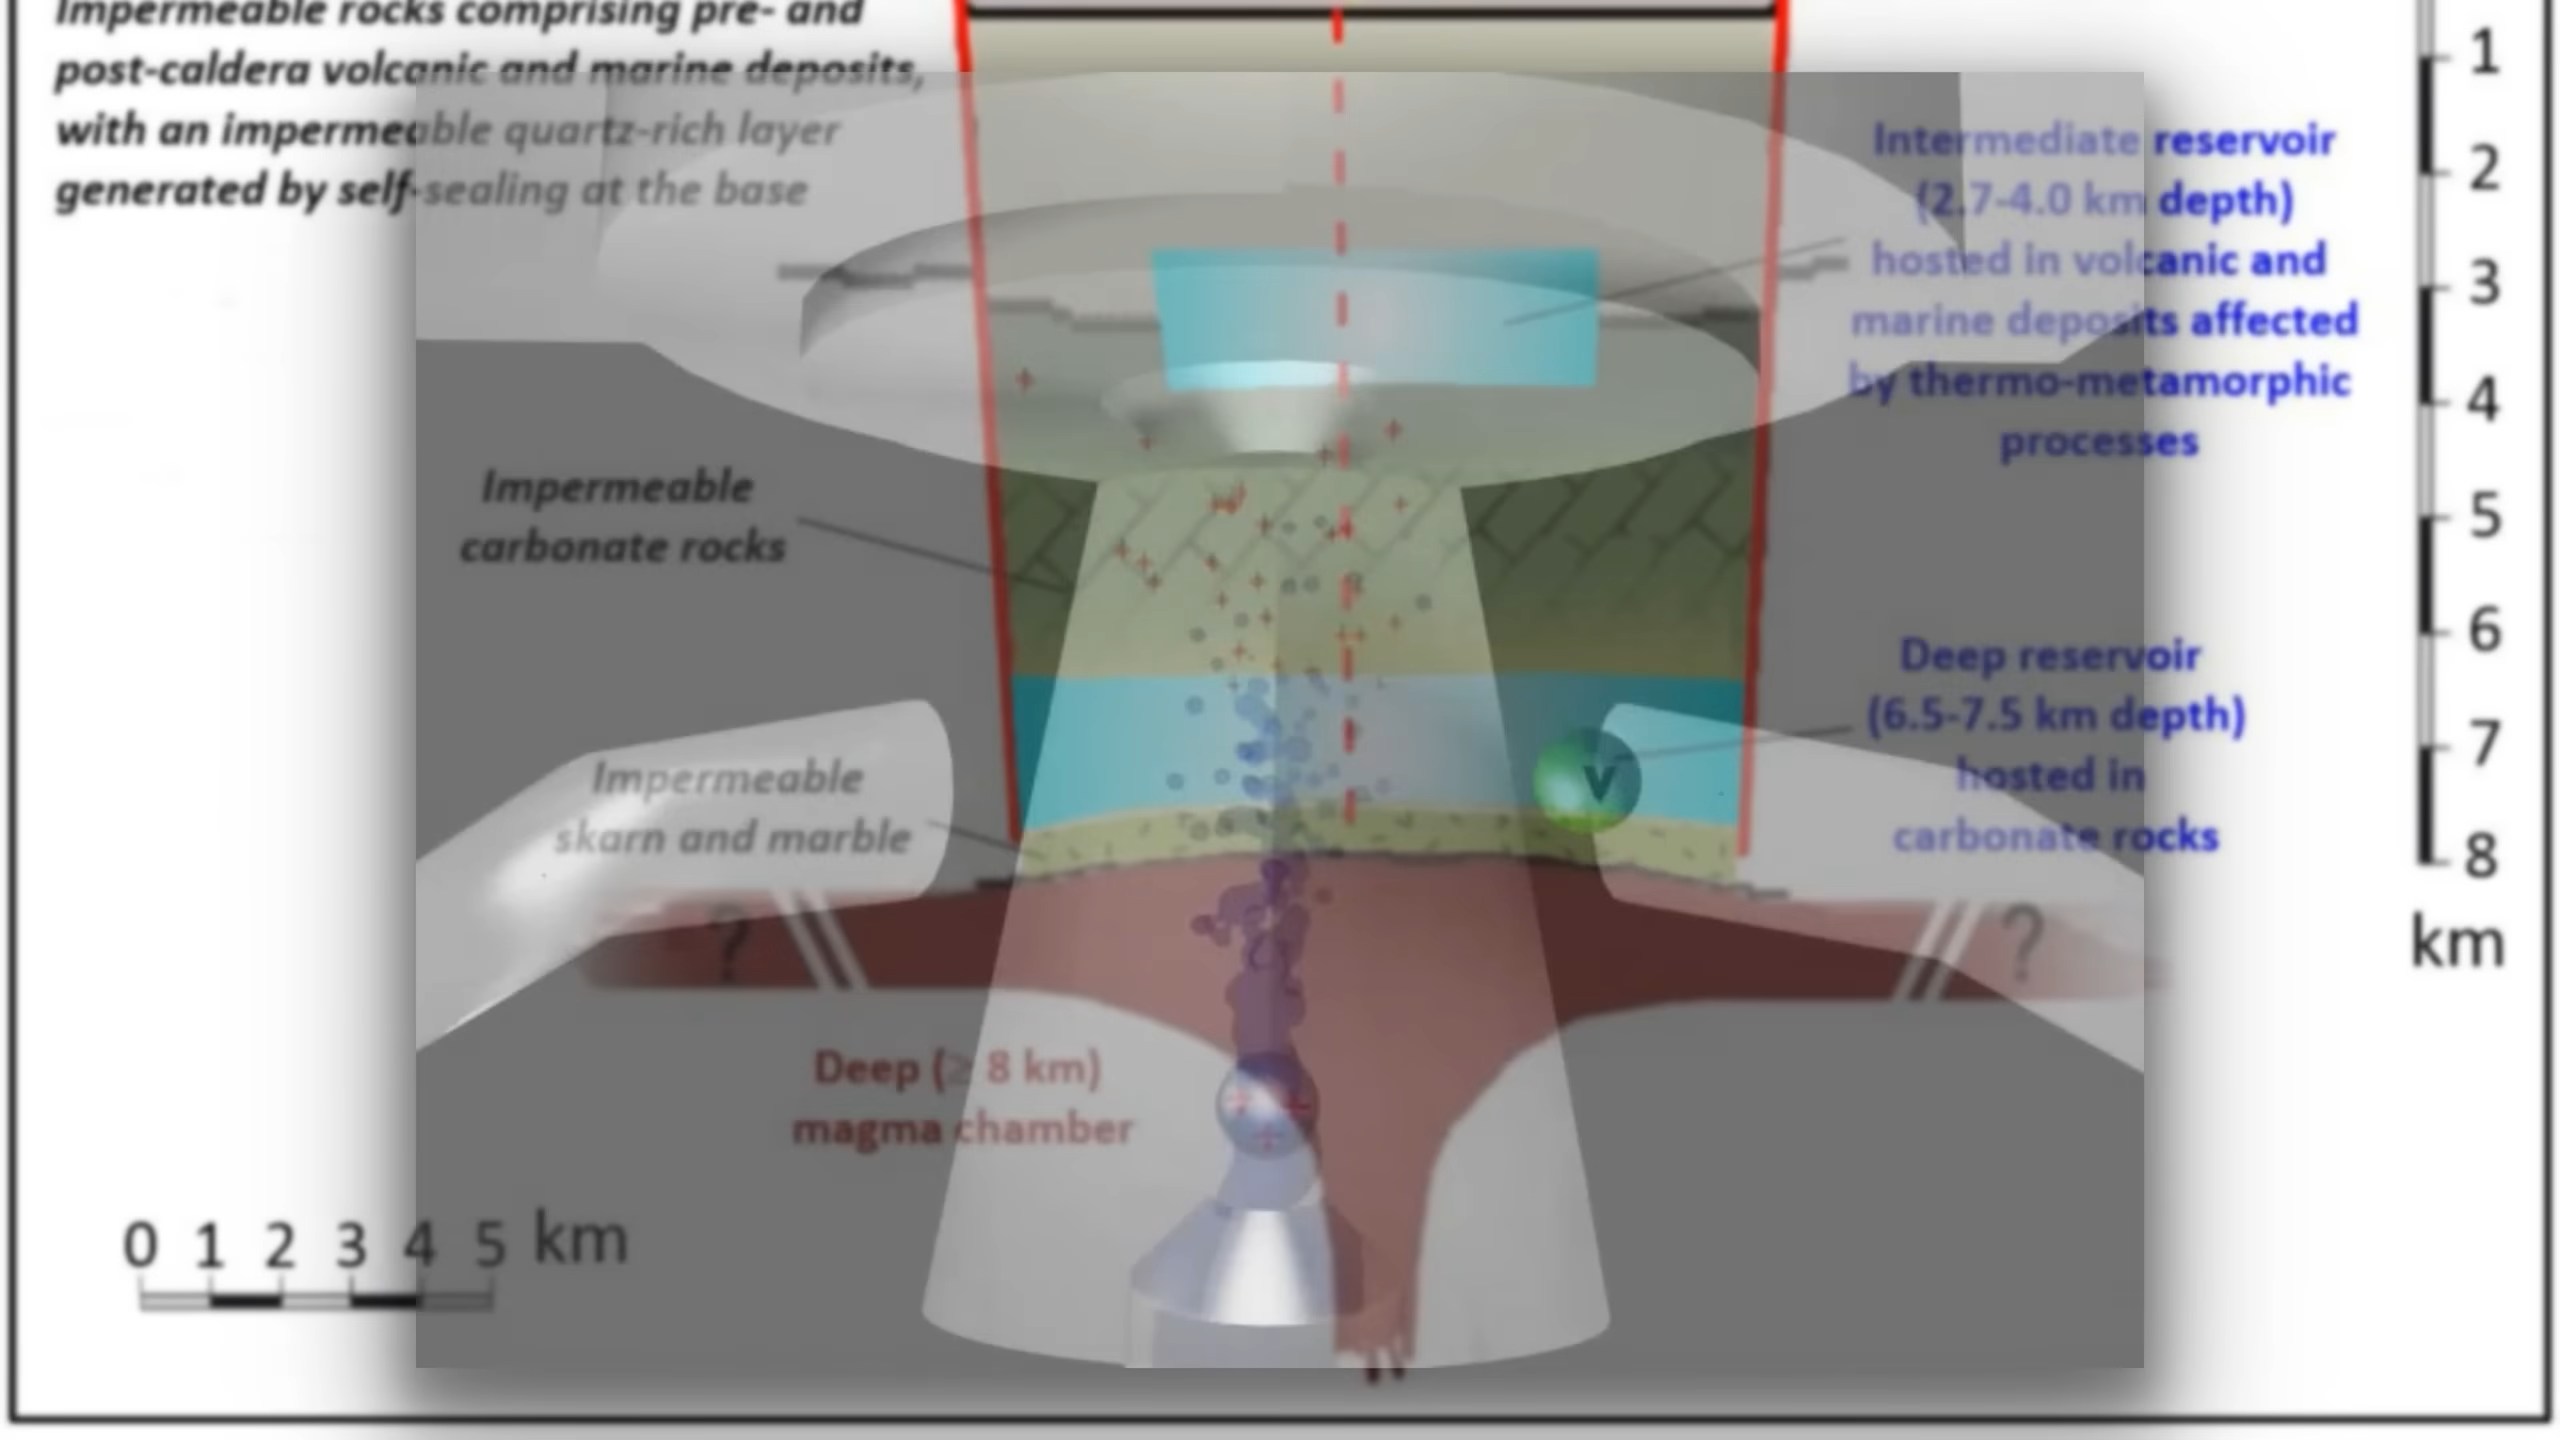 Impermeable rocks comprising pre- and
post-caldera volcanic and marine deposits,
with an impermeable quartz-rich layer
generated by self-sealing at the base
Intermediate reservoir
(2.7-4.0 km depth)
hosted in volcanic and
marine deposits affected
by thermo-metamorphic
processes
Impermeable
carbonate rocks
Deep reservoir
(6.5-7.5 km depth)
hosted in
carbonate rocks
Impermeable
skarn and marble
V
?
?
Deep (≥ 8 km)
magma chamber
1
2
3
4
5
6
7
8
km
0 1 2 3 4 5 km